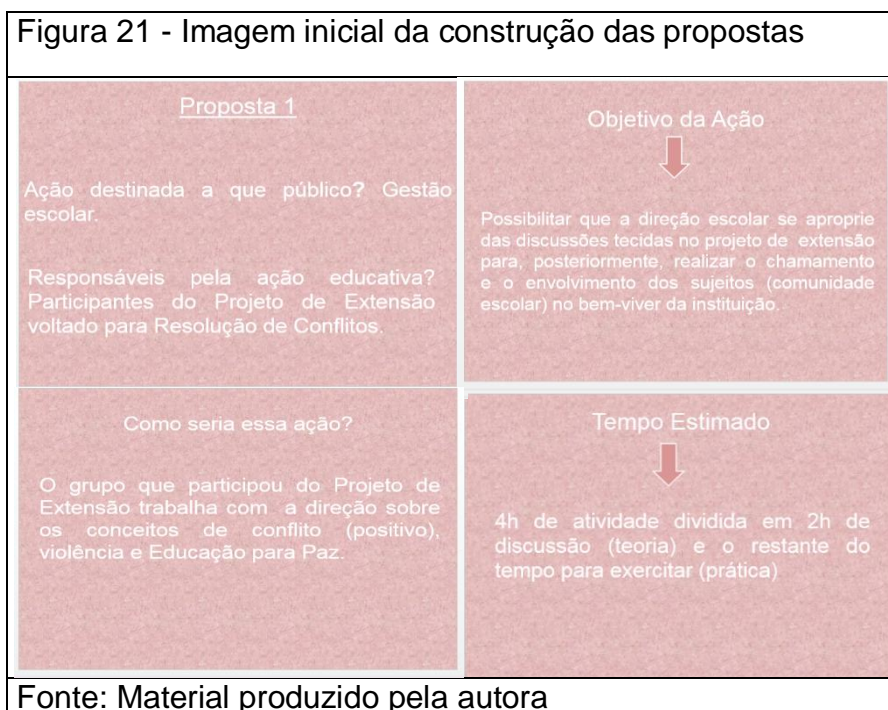 Figura 21 - Imagem inicial da construção das propostas
Proposta 1
Ação destinada a que público? Gestão
escolar.
Responsáveis pela ação educativa?
Participantes do Projeto de Extensão
voltado para Resolução de Conflitos.
Objetivo da Ação
Possibilitar que a direção escolar se aproprie
das discussões tecidas no projeto de extensão
para, posteriormente, realizar o chamamento
e o envolvimento dos sujeitos (comunidade
escolar) no bem-viver da instituição.
Como seria essa ação?
O grupo que participou do Projeto de
Extensão trabalha com a direção sobre
os conceitos de conflito (positivo),
violência e Educação para Paz.
Tempo Estimado
4h de atividade dividida em 2h de
discussão (teoria) e o restante do
tempo para exercitar (prática)
Fonte: Material produzido pela autora